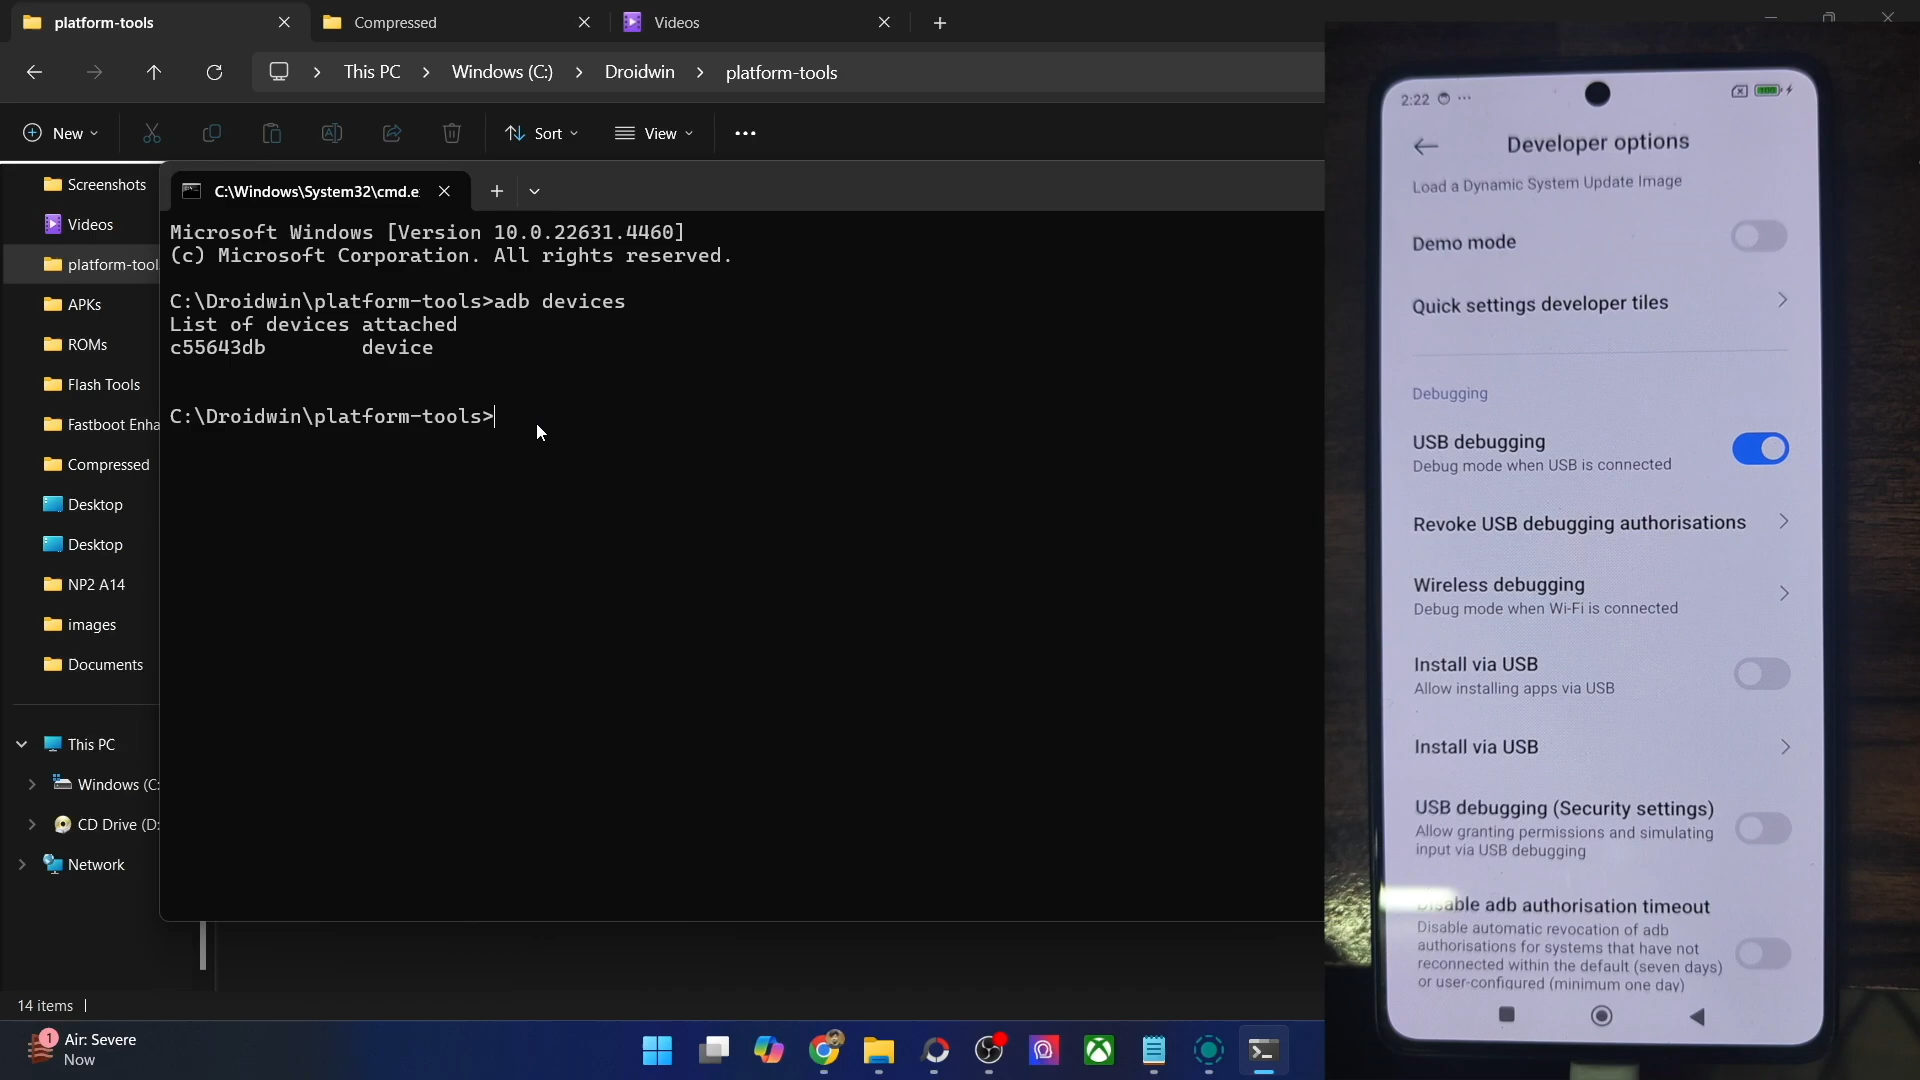 platform-tools
Compressed
Videos
This PC
Windows (C:)
Droidwin
platform-tools
New
Sort
View
Screenshots
Videos
platform-tool
APKs
ROMs
Flash Tools
Fastboot Enha
Compressed
Desktop
Desktop
NP2 A14
images
Documents
This PC
Windows (C:
CD Drive (D:
Network
14 items
C:\Windows\System32\cmd.e
Microsoft Windows [Version 10.0.22631.4460]
(c) Microsoft Corporation. All rights reserved.
C:\Droidwin\platform-tools>adb devices
List of devices attached
c55643db device
C:\Droidwin\platform-tools>
1
Air: Severe
Now
2:22
Developer options
Load a Dynamic System Update Image
Demo mode
Quick settings developer tiles
Debugging
USB debugging
Debug mode when USB is connected
Revoke USB debugging authorisations
Wireless debugging
Debug mode when Wi-Fi is connected
Install via USB
Allow installing apps via USB
Install via USB
USB debugging (Security settings)
Allow granting permissions and simulating
input via USB debugging
Disable adb authorisation timeout
Disable automatic revocation of adb
authorisations for systems that have not
reconnected within the default (seven days)
or user-configured (minimum one day)